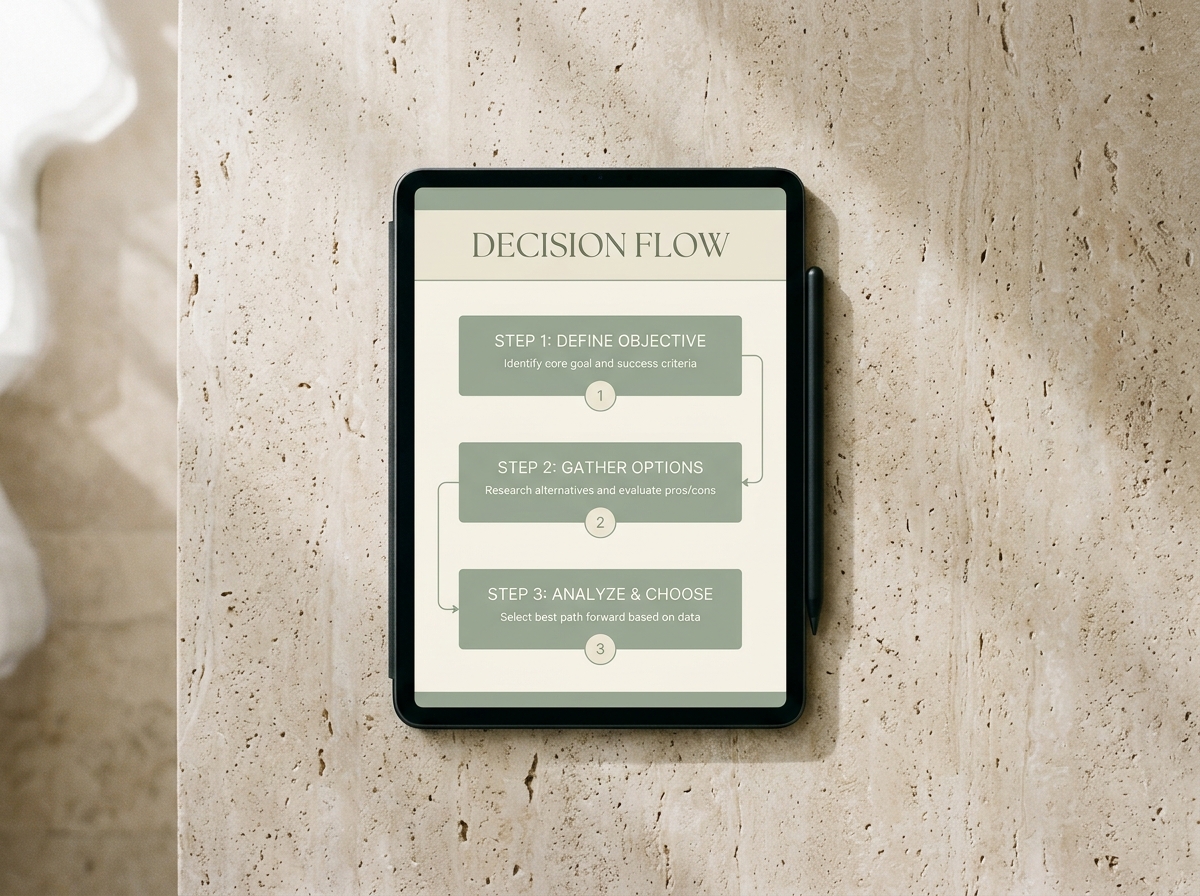 DECISION FLOW
STEP 1: DEFINE OBJECTIVE
Identify core goal and success criteria
1
STEP 2: GATHER OPTIONS
Research alternatives and evaluate pros/cons
2
STEP 3: ANALYZE & CHOOSE
Select best path forward based on data
3